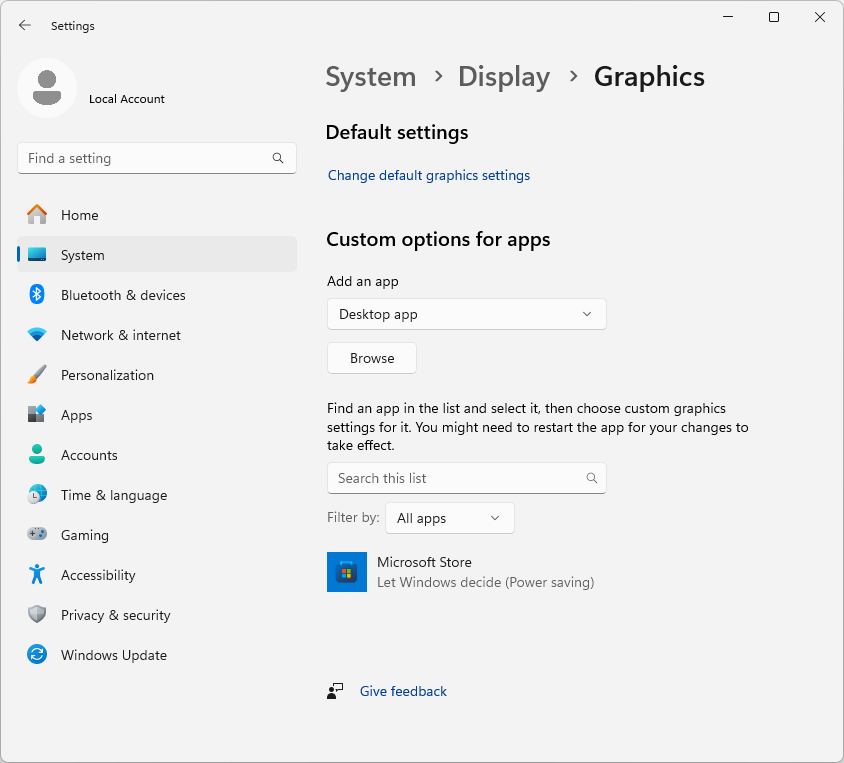 Settings
Local Account
Find a setting
Home
System
Bluetooth & devices
Network & internet
Personalization
Apps
Accounts
Time & language
Gaming
Accessibility
Privacy & security
Windows Update
System > Display > Graphics
Default settings
Change default graphics settings
Custom options for apps
Add an app
Desktop app
Browse
Find an app in the list and select it, then choose custom graphics
settings for it. You might need to restart the app for your changes to
take effect.
Search this list
Filter by: All apps
Microsoft Store
Let Windows decide (Power saving)
Give feedback